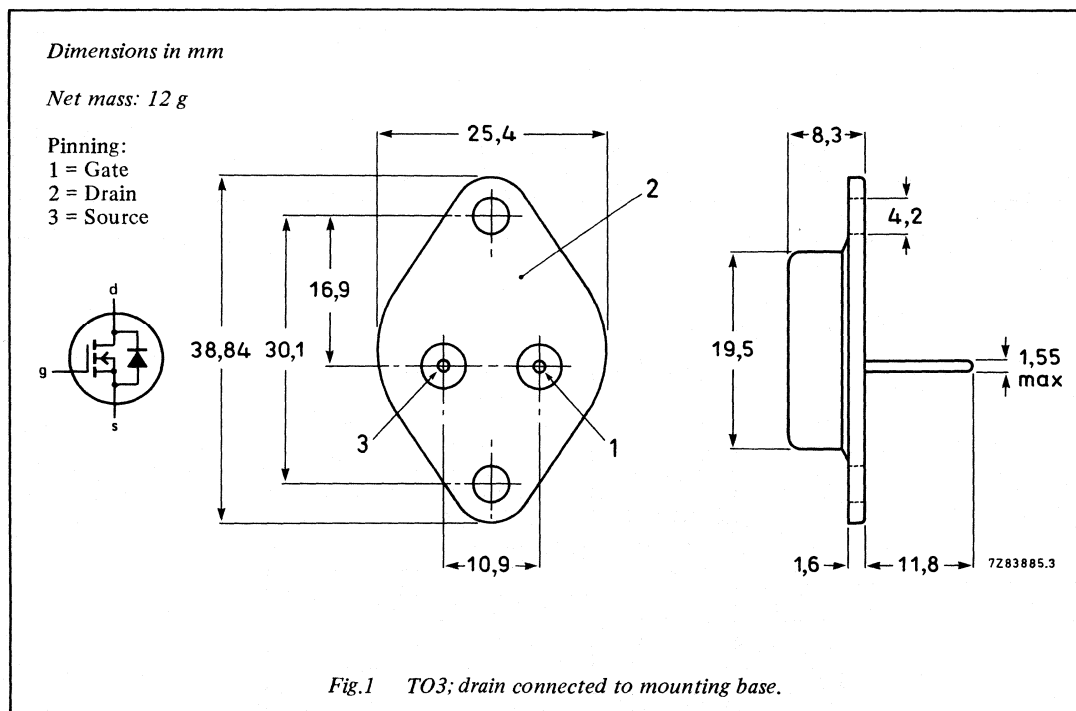 Dimensions in mm
Net mass: 12 g
Pinning:
1 = Gate
2 = Drain
3 = Source
25,4
8,3
2
4,2
16,9
d
38,84
30,1
19,5
1,55
max
g
s
3
1
10,9
1,6
11,8
7Z83885.3
Fig.1 TO3; drain connected to mounting base.